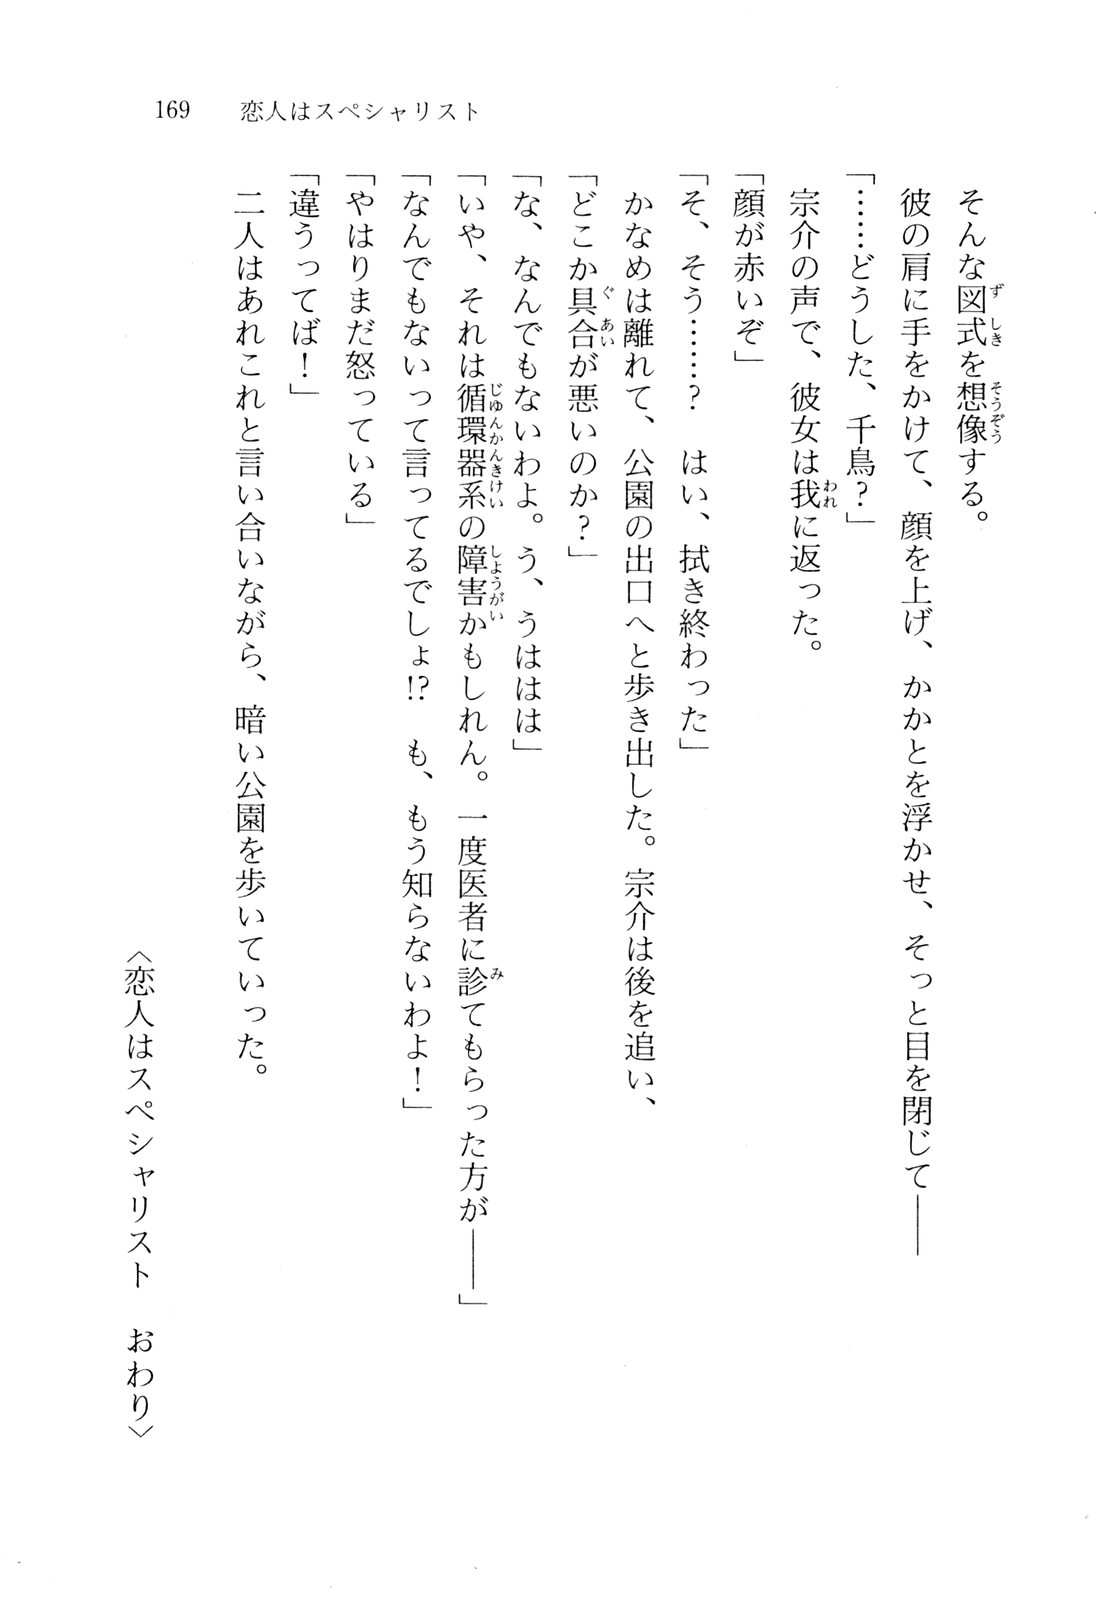 169 恋人はスペシャリスト
そんな図式を想像する。
彼の肩に手をかけて、顔を上げ、かかとを浮かせ、そっと目を閉じて――
「……どうした、千鳥？」
宗介の声で、彼女は我に返った。
「顔が赤いぞ」
「そ、そう……？　はい、拭き終わった」
かなめは離れて、公園の出口へと歩き出した。宗介は後を追い、
「どこか具合が悪いのか？」
「な、なんでもないわよ。う、うははは」
「いや、それは循環器系の障害かもしれん。一度医者に診てもらった方が――」
「なんでもないって言ってるでしょ!?　も、もう知らないわよ！」
「やはりまだ怒っている」
「違うってば！」
二人はあれこれと言い合いながら、暗い公園を歩いていった。
〈恋人はスペシャリスト　おわり〉